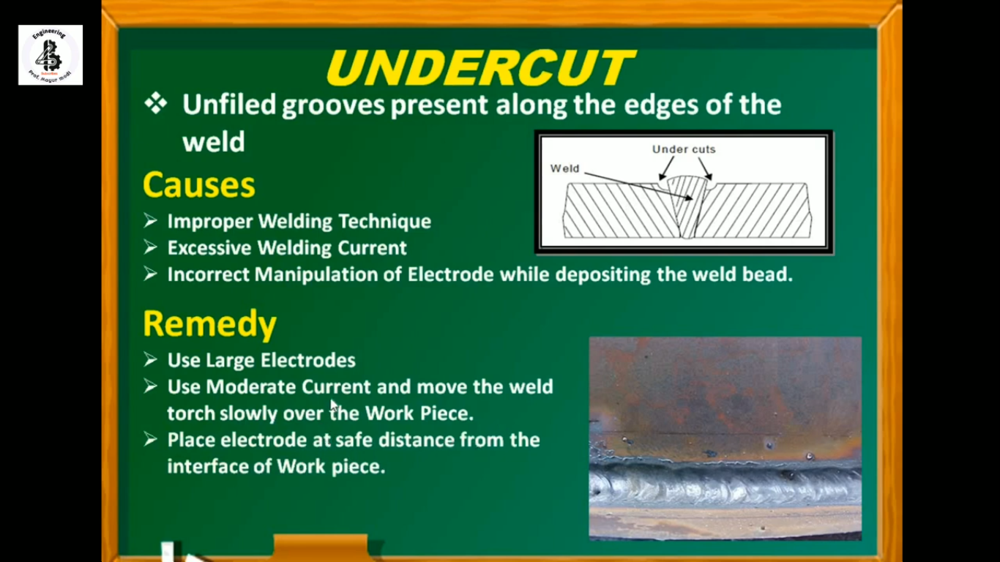 Engineering
Subscribe
Prof. Mayur modi
UNDERCUT
❖ Unfiled grooves present along the edges of the
weld
Under cuts
Weld
Causes
➢ Improper Welding Technique
➢ Excessive Welding Current
➢ Incorrect Manipulation of Electrode while depositing the weld bead.
Remedy
➢ Use Large Electrodes
➢ Use Moderate Current and move the weld
torch slowly over the Work Piece.
➢ Place electrode at safe distance from the
interface of Work piece.